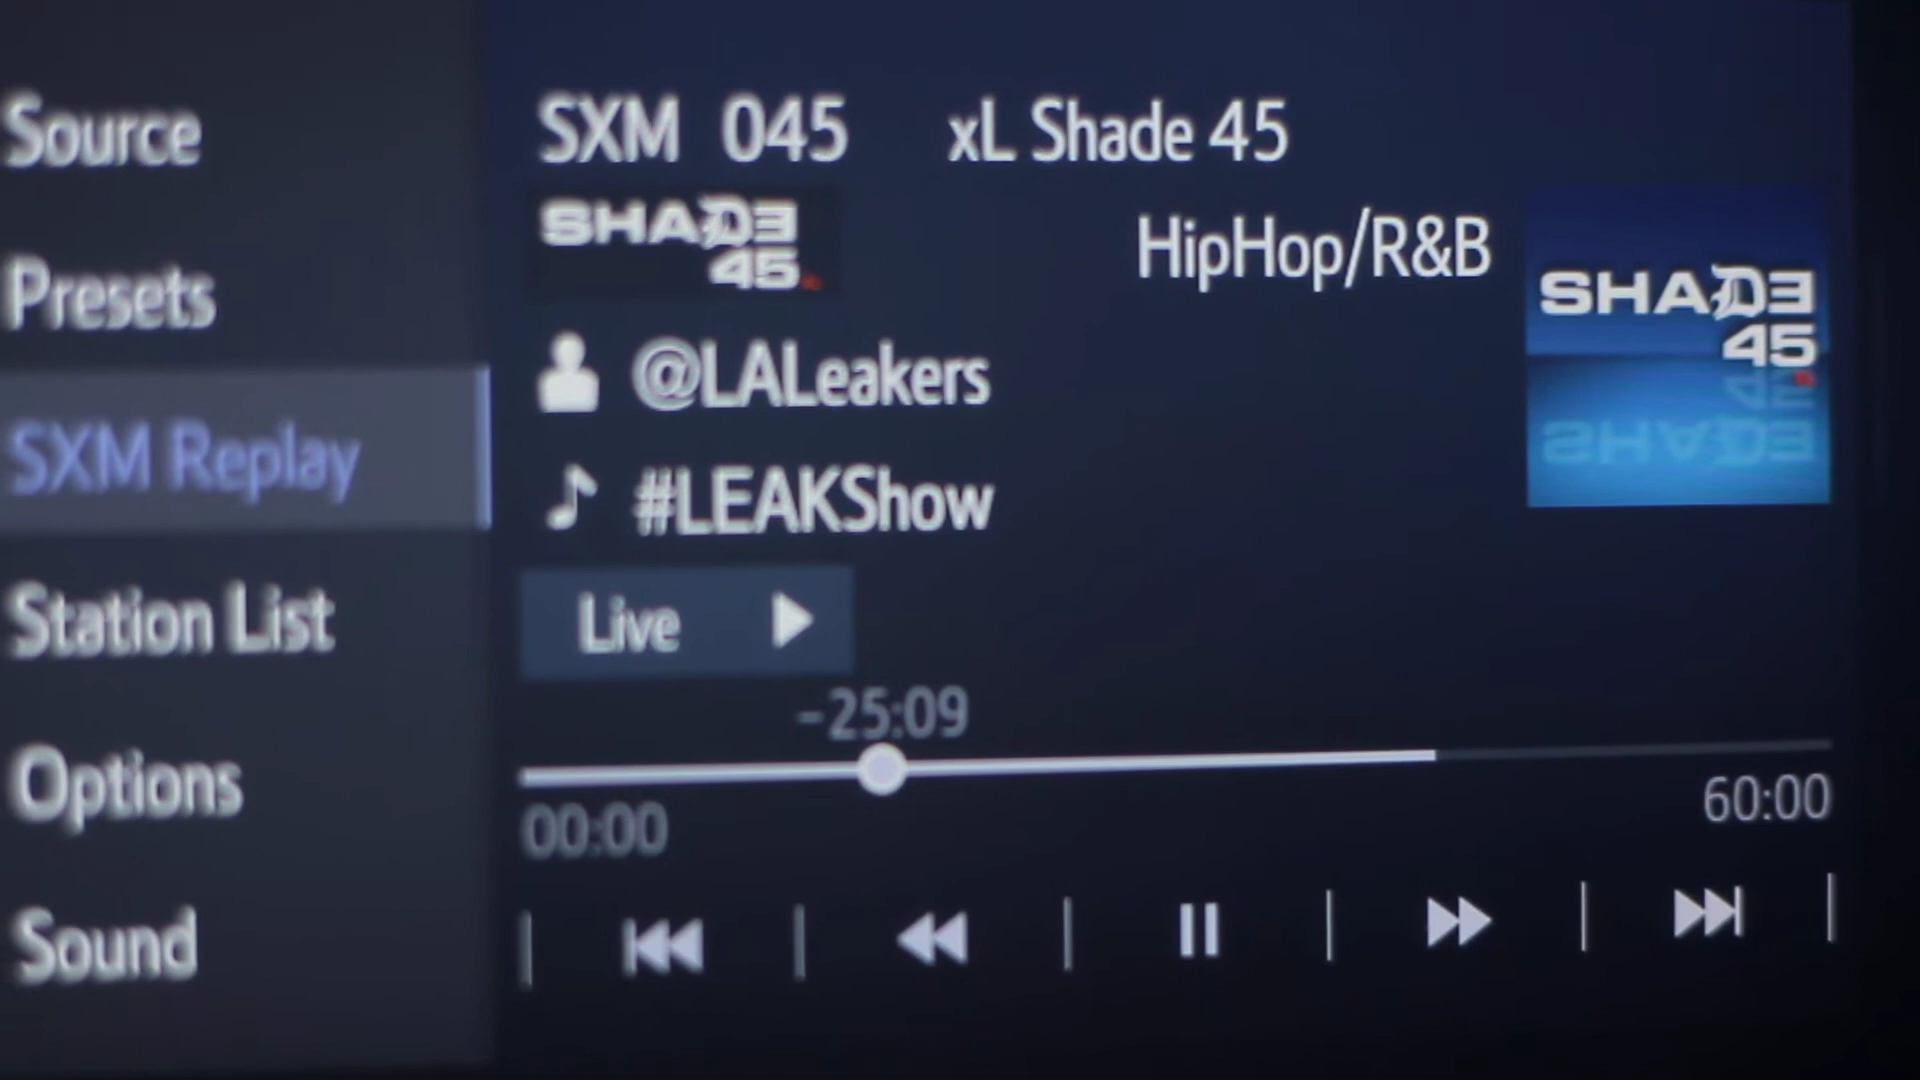 Source
Presets
SXM Replay
Station List
Options
Sound
SXM 045 xL Shade 45
SHADE
45
HipHop/R&B
SHADE
45
@LALeakers
#LEAKShow
Live
-25:09
00:00
60:00